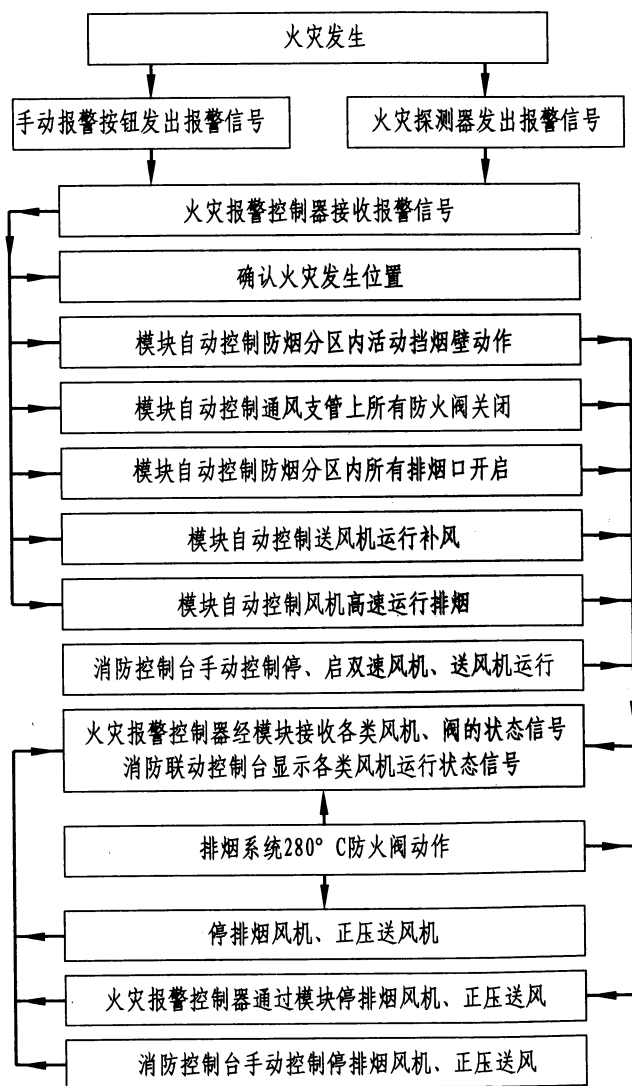 火灾发生
手动报警按钮发出报警信号
火灾探测器发出报警信号
火灾报警控制器接收报警信号
确认火灾发生位置
模块自动控制防烟分区内活动挡烟壁动作
模块自动控制通风支管上所有防火阀关闭
模块自动控制防烟分区内所有排烟口开启
模块自动控制送风机运行补风
模块自动控制风机高速运行排烟
消防控制台手动控制停、启双速风机、送风机运行
火灾报警控制器经模块接收各类风机、阀的状态信号
消防联动控制台显示各类风机运行状态信号
排烟系统280° C防火阀动作
停排烟风机、正压送风机
火灾报警控制器通过模块停排烟风机、正压送风
消防控制台手动控制停排烟风机、正压送风